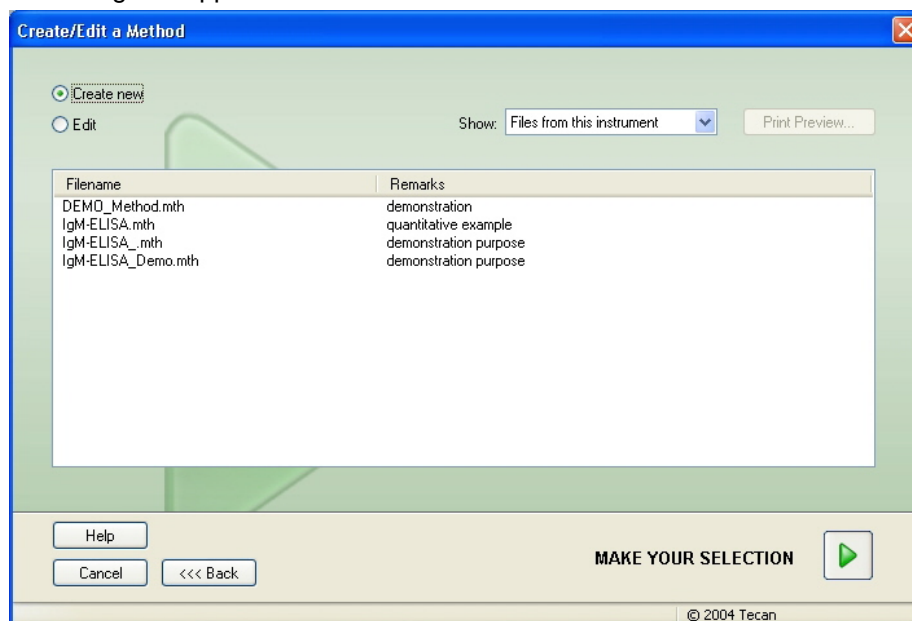 Create/Edit a Method
Create new
Edit
Show: Files from this instrument
Print Preview...
Filename Remarks
DEMO_Method.mth demonstration
IgM-ELISA.mth quantitative example
IgM-ELISA_.mth demonstration purpose
IgM-ELISA_Demo.mth demonstration purpose
Help
Cancel
<<< Back
MAKE YOUR SELECTION
© 2004 Tecan